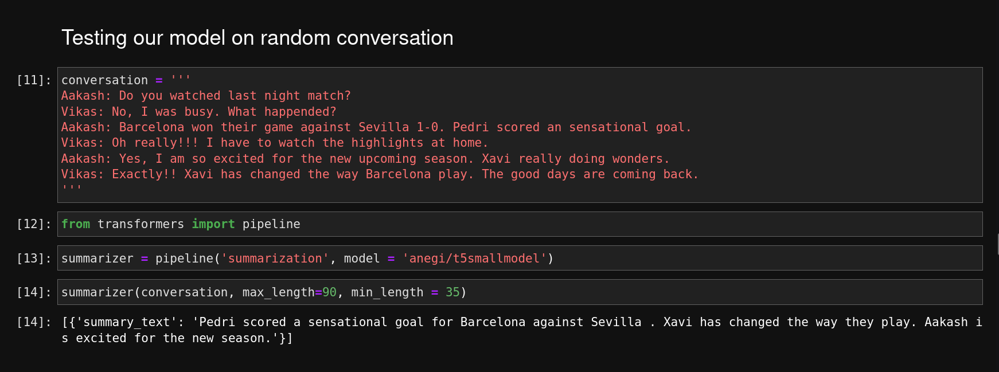 Testing our model on random conversation
[11]: conversation = '''
Aakash: Do you watched last night match?
Vikas: No, I was busy. What happended?
Aakash: Barcelona won their game against Sevilla 1-0. Pedri scored an sensational goal.
Vikas: Oh really!!! I have to watch the highlights at home.
Aakash: Yes, I am so excited for the new upcoming season. Xavi really doing wonders.
Vikas: Exactly!! Xavi has changed the way Barcelona play. The good days are coming back.
'''
[12]: from transformers import pipeline
[13]: summarizer = pipeline('summarization', model = 'anegi/t5smallmodel')
[14]: summarizer(conversation, max_length=90, min_length = 35)
[14]: [{'summary_text': 'Pedri scored a sensational goal for Barcelona against Sevilla . Xavi has changed the way they play. Aakash i
s excited for the new season.'}]